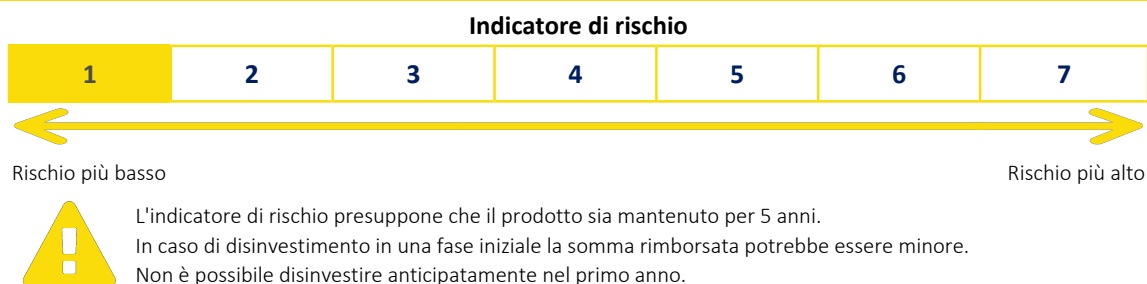 Indicatore di rischio
1 2 3 4 5 6 7
Rischio più basso Rischio più alto
L'indicatore di rischio presuppone che il prodotto sia mantenuto per 5 anni.
In caso di disinvestimento in una fase iniziale la somma rimborsata potrebbe essere minore.
Non è possibile disinvestire anticipatamente nel primo anno.